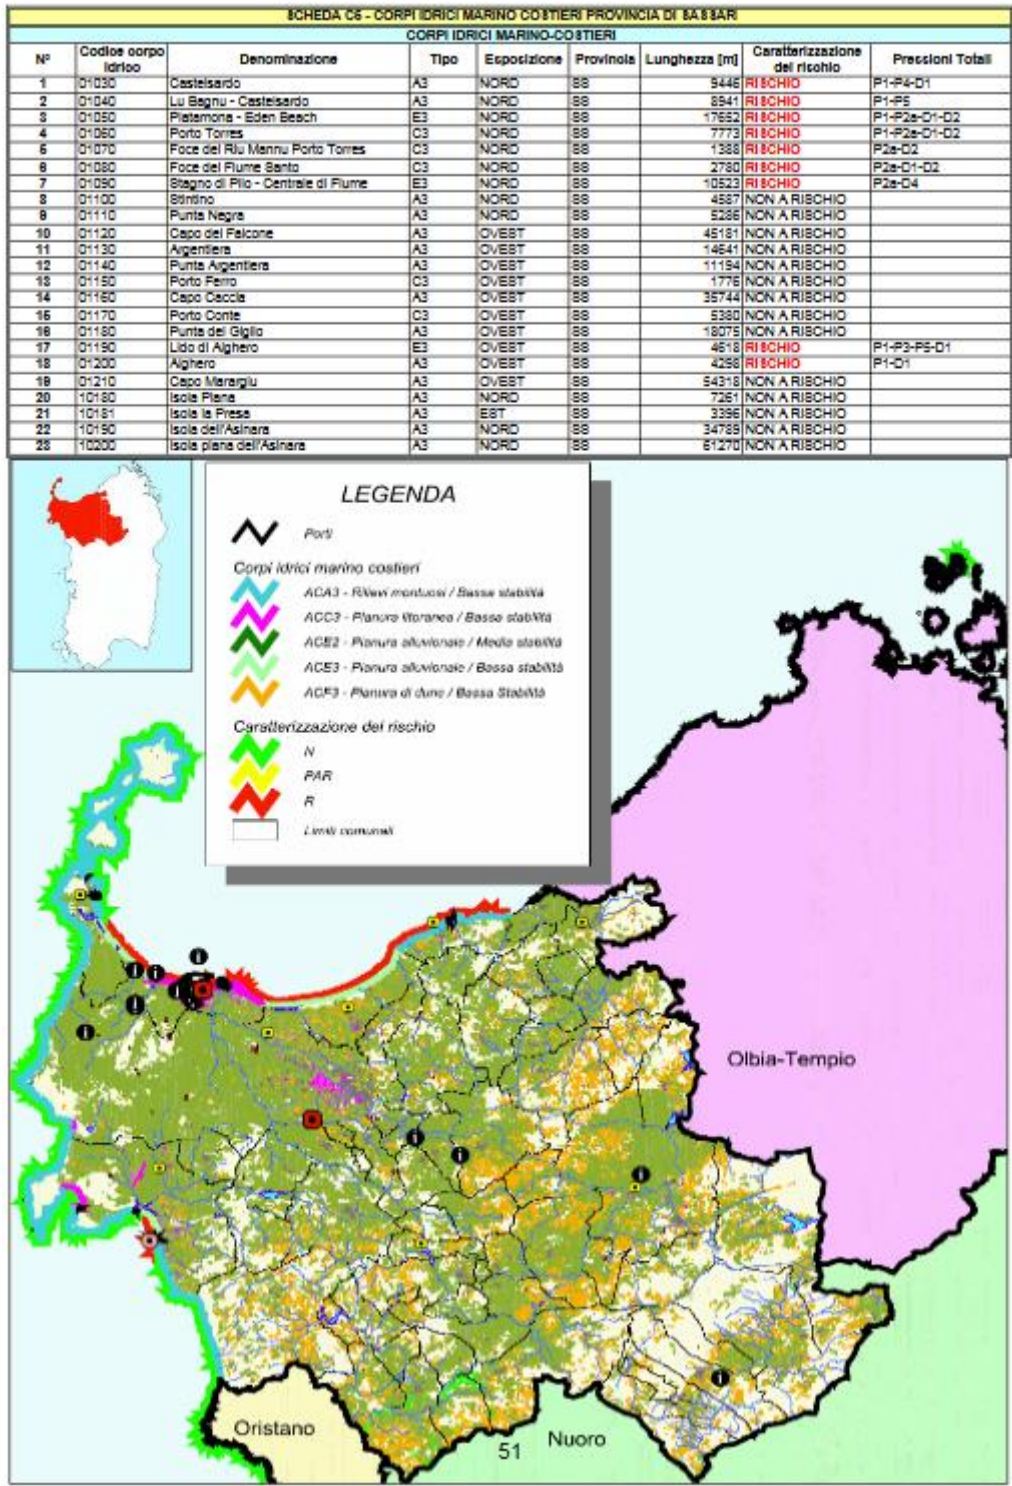 SCHEDA C6 - CORPI IDRICI MARINO COSTIERI PROVINCIA DI SASSARI
CORPI IDRICI MARINO-COSTIERI
N° Codice corpo idrico Denominazione Tipo Esposizione Provincia Lunghezza [m] Caratterizzazione del rischio Pressioni Totali
1 01030 Castelsardo A3 NORD SS 9446 RISCHIO P1-P4-D1
2 01040 Lu Bagnu - Castelsardo A3 NORD SS 8941 RISCHIO P1-P5
3 01050 Platamona - Eden Beach E3 NORD SS 17652 RISCHIO P1-P2a-D1-D2
4 01060 Porto Torres C3 NORD SS 7773 RISCHIO P1-P2a-D1-D2
5 01070 Foce del Riu Mannu Porto Torres C3 NORD SS 1388 RISCHIO P2a-D2
6 01080 Foce del Fiume Santo C3 NORD SS 2780 RISCHIO P2a-D1-D2
7 01090 Stagno di Pilo - Centrale di Fiume E3 NORD SS 10523 RISCHIO P2a-D4
8 01100 Stintino A3 NORD SS 4587 NON A RISCHIO
9 01110 Punta Negra A3 NORD SS 5286 NON A RISCHIO
10 01120 Capo del Falcone A3 OVEST SS 45181 NON A RISCHIO
11 01130 Argentiera A3 OVEST SS 14641 NON A RISCHIO
12 01140 Punta Argentiera A3 OVEST SS 11194 NON A RISCHIO
13 01150 Porto Ferro C3 OVEST SS 1776 NON A RISCHIO
14 01160 Capo Caccia A3 OVEST SS 35744 NON A RISCHIO
15 01170 Porto Conte C3 OVEST SS 5380 NON A RISCHIO
16 01180 Punta del Giglio A3 OVEST SS 18075 NON A RISCHIO
17 01190 Lido di Alghero E3 OVEST SS 4618 RISCHIO P1-P3-P5-D1
18 01200 Alghero A3 OVEST SS 4298 RISCHIO P1-D1
19 01210 Capo Marargiu A3 OVEST SS 54318 NON A RISCHIO
20 10180 Isola Piana A3 NORD SS 7261 NON A RISCHIO
21 10181 Isola la Presa A3 EST SS 3396 NON A RISCHIO
22 10190 Isola dell'Asinara A3 NORD SS 34789 NON A RISCHIO
23 10200 Isola piana dell'Asinara A3 NORD SS 61270 NON A RISCHIO
LEGENDA
Porti
Corpi idrici marino costieri
ACA3 - Rilievi montuosi / Bassa stabilità
ACC3 - Pianura litoranea / Bassa stabilità
ACE2 - Pianura alluvionale / Media stabilità
ACE3 - Pianura alluvionale / Bassa stabilità
ACF3 - Pianura di dune / Bassa Stabilità
Caratterizzazione del rischio
N
PAR
R
Limiti comunali
Olbia-Tempio
Oristano
Nuoro
51